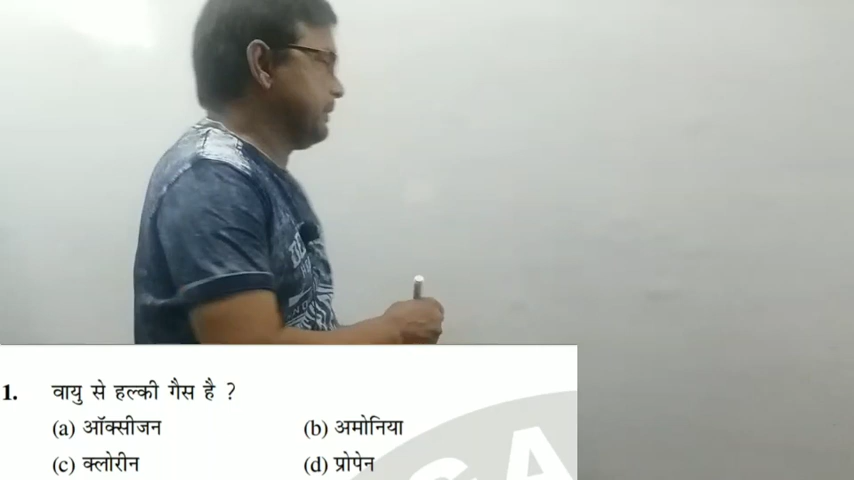 1. वायु से हल्की गैस है ?
(a) ऑक्सीजन (b) अमोनिया
(c) क्लोरीन (d) प्रोपेन